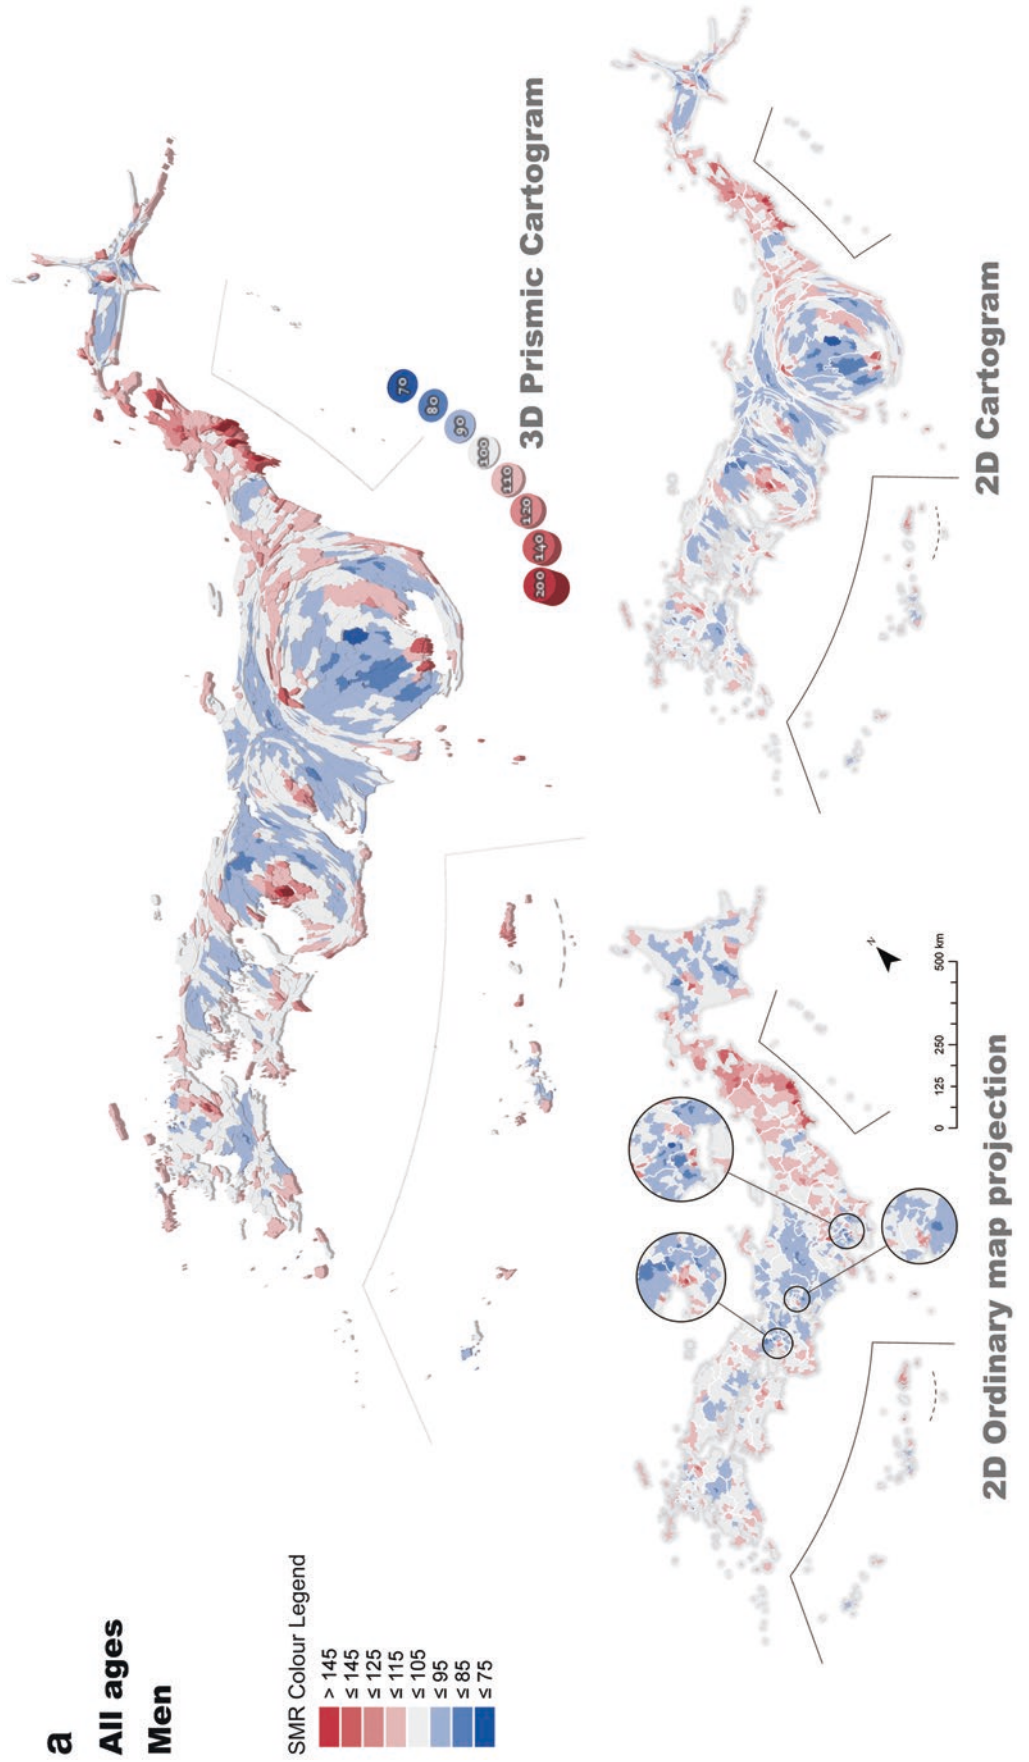 a
All ages
Men
SMR Colour Legend
> 145
≤ 145
≤ 125
≤ 115
≤ 105
≤ 95
≤ 85
≤ 75
200
140
120
110
100
90
80
70
3D Prismic Cartogram
2D Ordinary map projection
0 125 250 500 km
N
2D Cartogram